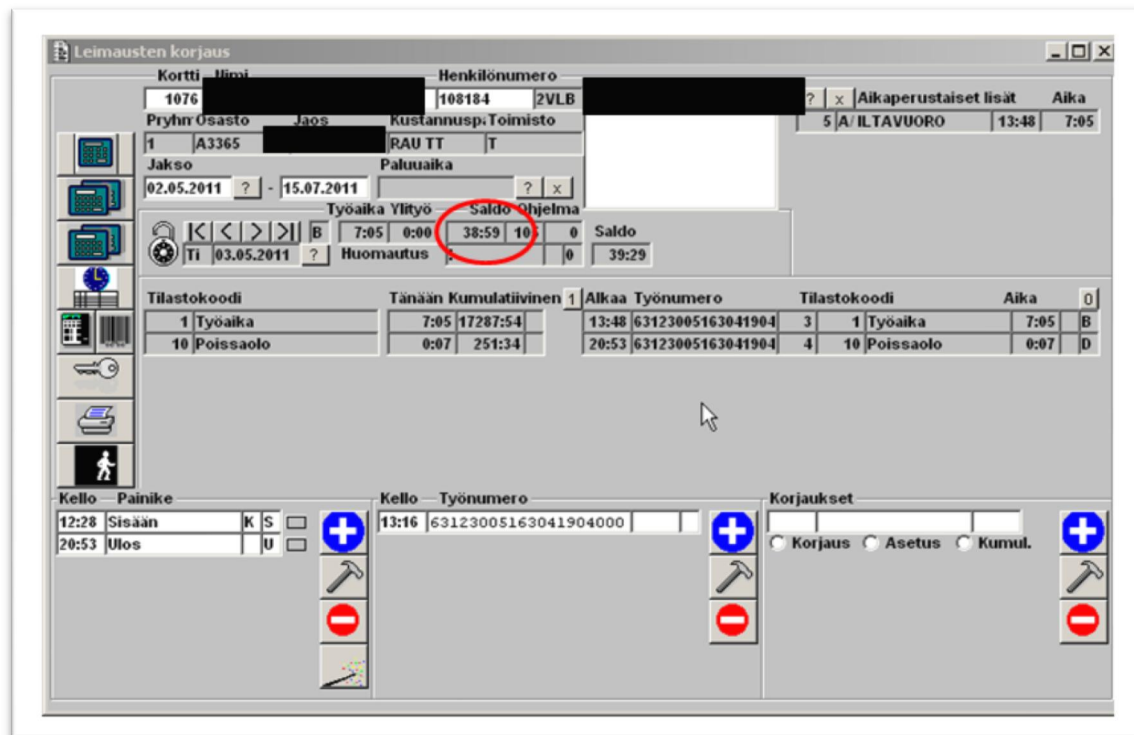 Leimausten korjaus
Kortti Nimi Henkilönumero
1076 108184 2VLB ? x Aikaperustaiset lisät Aika
Pryhm Osasto Jaos Kustannusp. Toimisto 5 A/ ILTAVUORO 13:48 7:05
1 A3365 RAU TT T
Jakso Paluuaika
02.05.2011 ? - 15.07.2011 ? x
Työaika Ylityö Saldo Ohjelma
|< < > >| B 7:05 0:00 38:59 0 Saldo
Ti 03.05.2011 ? Huomautus 0 39:29
Tilastokoodi Tänään Kumulatiivinen 1 Alkaa Työnumero Tilastokoodi Aika 0
1 Työaika 7:05 17287:54 13:48 63123005163041904 3 1 Työaika 7:05 B
10 Poissaolo 0:07 251:34 20:53 63123005163041904 4 10 Poissaolo 0:07 D
Kello Painike Kello Työnumero Korjaukset
12:28 Sisään K S 13:16 63123005163041904000
20:53 Ulos U Korjaus Asetus Kumul.